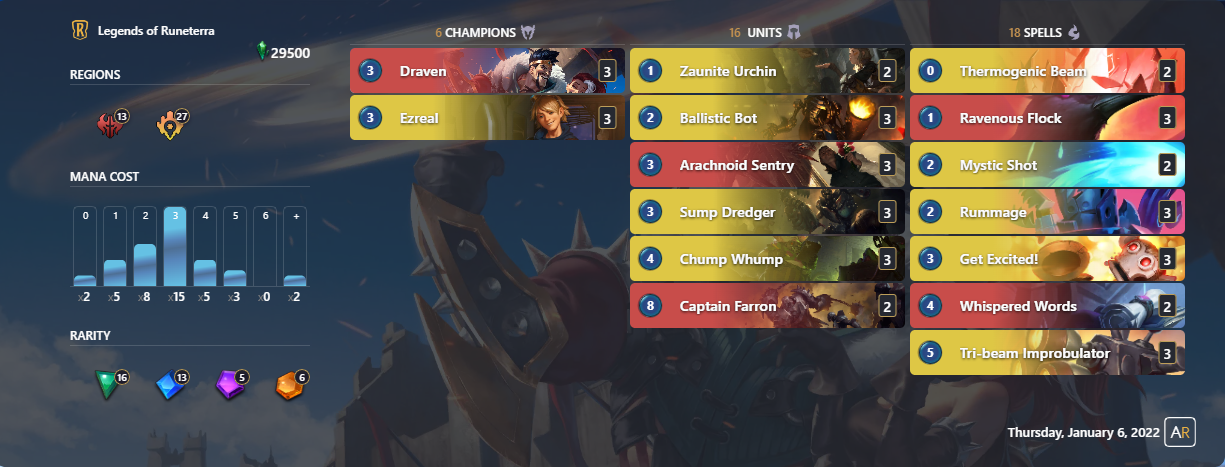 Legends of Runeterra
29500
REGIONS
13 27
MANA COST
0 1 2 3 4 5 6 +
x2 x5 x8 x15 x5 x3 x0 x2
RARITY
16 13 5 6
6 CHAMPIONS
3 Draven 3
3 Ezreal 3
16 UNITS
1 Zaunite Urchin 2
2 Ballistic Bot 3
3 Arachnoid Sentry 3
3 Sump Dredger 3
4 Chump Whump 3
8 Captain Farron 2
18 SPELLS
0 Thermogenic Beam 2
1 Ravenous Flock 3
2 Mystic Shot 2
2 Rummage 3
3 Get Excited! 3
4 Whispered Words 2
5 Tri-beam Improbulator 3
Thursday, January 6, 2022 AR